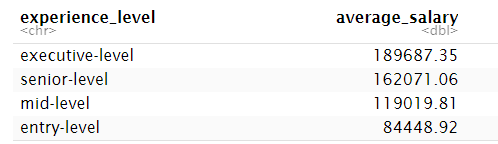 experience_level average_salary
<chr> <dbl>
executive-level 189687.35
senior-level 162071.06
mid-level 119019.81
entry-level 84448.92